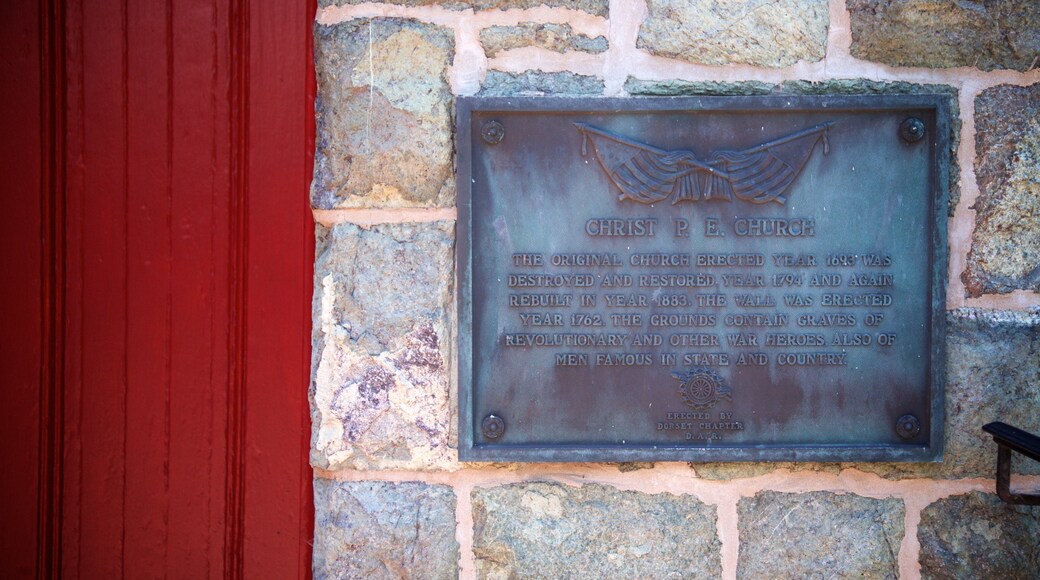 CHRIST P. E. CHURCH
THE ORIGINAL CHURCH ERECTED YEAR 1693 WAS
DESTROYED AND RESTORED YEAR 1794 AND AGAIN
REBUILT IN YEAR 1883. THE WALL WAS ERECTED
YEAR 1762. THE GROUNDS CONTAIN GRAVES OF
REVOLUTIONARY AND OTHER WAR HEROES ALSO OF
MEN FAMOUS IN STATE AND COUNTRY.
ERECTED BY
DORSET CHAPTER
D.A.R.